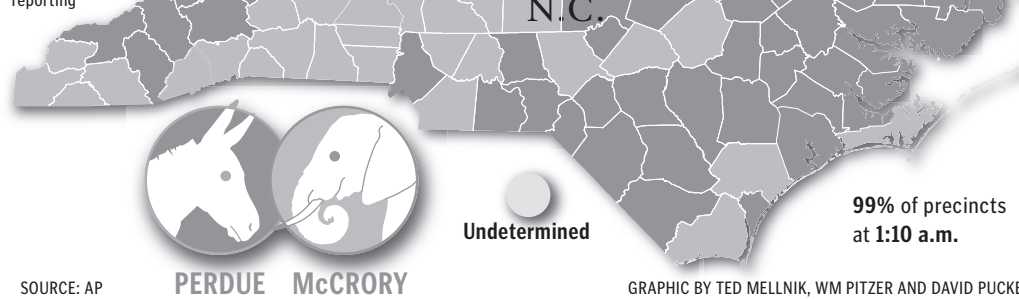 reporting
N.C.
99% of precincts
at 1:10 a.m.
Undetermined
PERDUE McCRORY
SOURCE: AP
GRAPHIC BY TED MELLNIK, WM PITZER AND DAVID